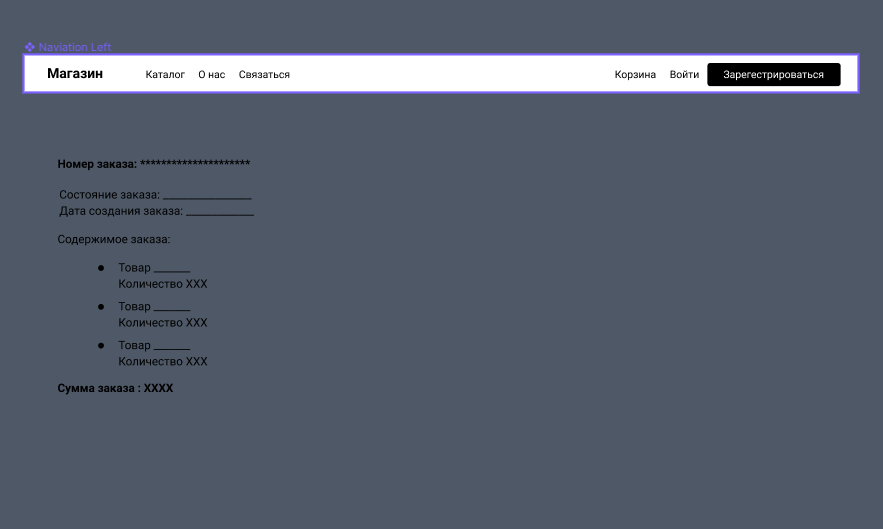 Naviation Left
Магазин Каталог О нас Связаться Корзина Войти Зарегестрироваться
Номер заказа: *********************
Состояние заказа: _______________
Дата создания заказа: ___________
Содержимое заказа:
● Товар ______
Количество XXX
● Товар ______
Количество XXX
● Товар ______
Количество XXX
Сумма заказа : XXXX